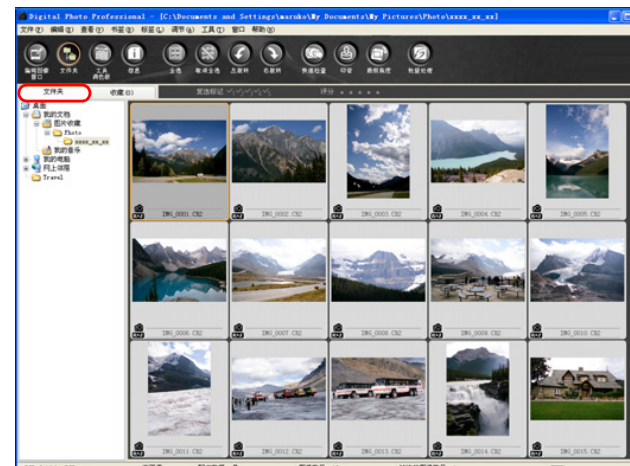 Digital Photo Professional - [C:\Documents and Settings\maruko\My Documents\My Pictures\Photo\xxxx_xx_xx]
文件(F) 编辑(E) 查看(V) 书签(B) 标签(L) 调节(A) 工具(T) 窗口 帮助(H)
编辑图像窗口 文件夹 工具调色板 信息 全选 取消全选 左旋转 右旋转 快速检查 印章 批量处理
文件夹 收藏(0) 复选标记 评分
桌面
我的文档
图片收藏
Photo
xxxx_xx_xx
我的音乐
我的电脑
网上邻居
Travel
IMG_0001.CR2 IMG_0002.CR2 IMG_0003.CR2 IMG_0004.CR2 IMG_0005.CR2
IMG_0006.CR2 IMG_0007.CR2 IMG_0008.CR2 IMG_0009.CR2 IMG_0010.CR2
IMG_0011.CR2 IMG_0012.CR2 IMG_0013.CR2 IMG_0014.CR2 IMG_0015.CR2